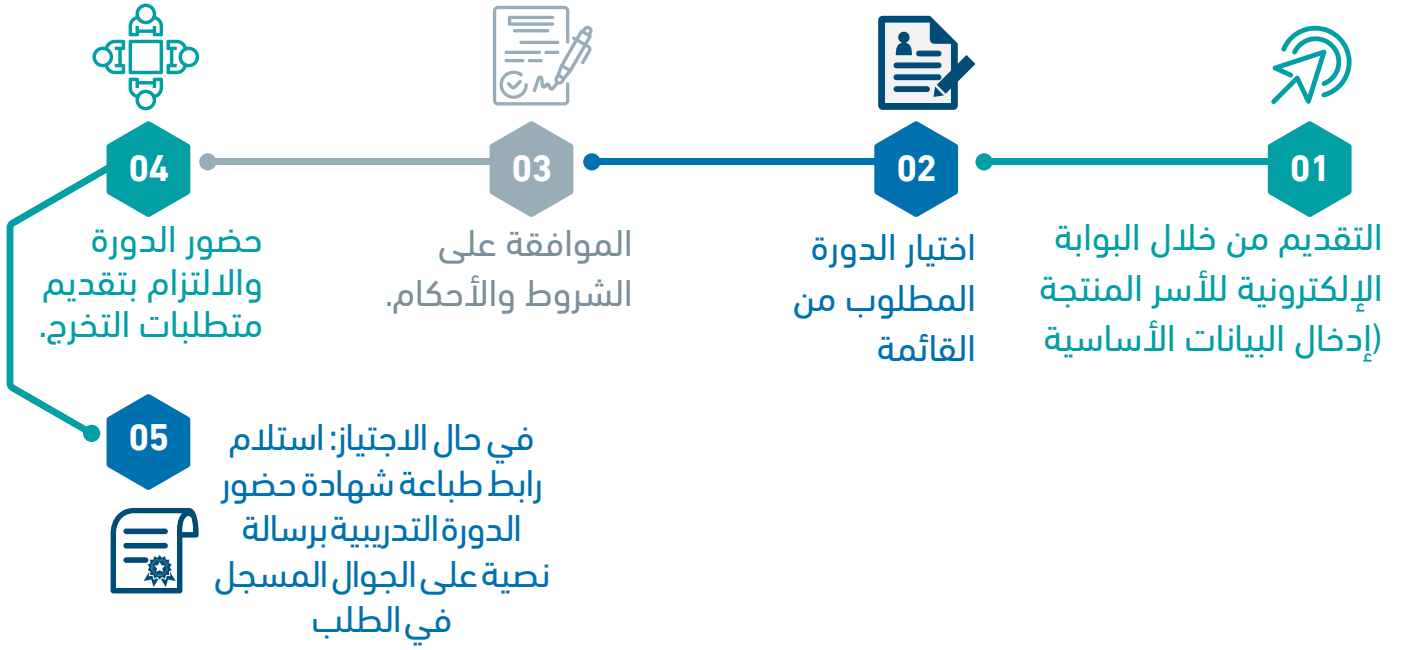 01
التقديم من خلال البوابة
الإلكترونية للأسر المنتجة
(إدخال البيانات الأساسية
02
اختيار الدورة
المطلوب من
القائمة
03
الموافقة على
الشروط والأحكام.
04
حضور الدورة
والالتزام بتقديم
متطلبات التخرج.
05
في حال الاجتياز: استلام
رابط طباعة شهادة حضور
الدورة التدريبية برسالة
نصية على الجوال المسجل
في الطلب